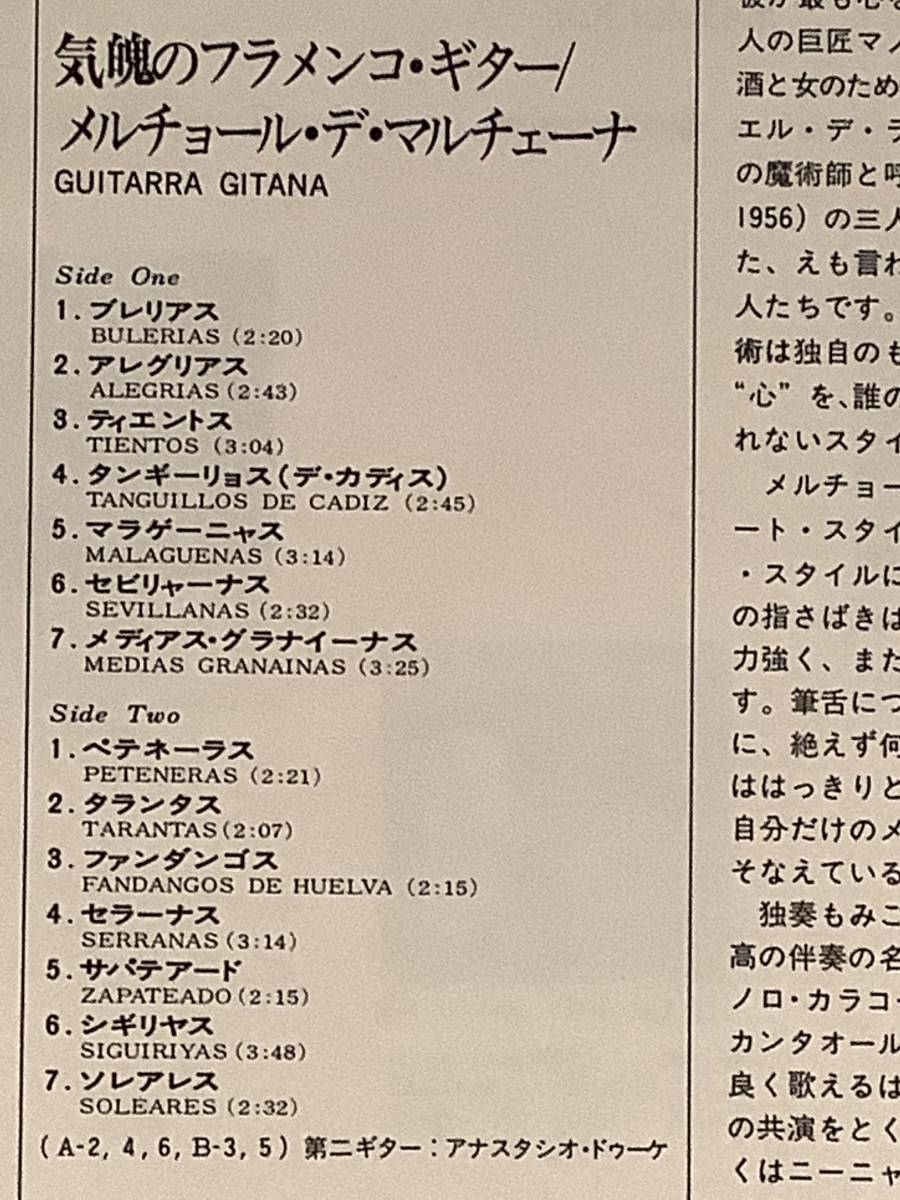 気魄のフラメンコ・ギター/
メルチョール・デ・マルチェーナ
GUITARRA GITANA
Side One
1. ブレリアス
BULERIAS (2:20)
2. アレグリアス
ALEGRIAS (2:43)
3. ティエントス
TIENTOS (3:04)
4. タンギーリョス(デ・カディス)
TANGUILLOS DE CADIZ (2:45)
5. マラゲーニャス
MALAGUENAS (3:14)
6. セビリャーナス
SEVILLANAS (2:32)
7. メディアス・グラナイーナス
MEDIAS GRANAINAS (3:25)
Side Two
1. ペテネーラス
PETENERAS (2:21)
2. タランタス
TARANTAS (2:07)
3. ファンダンゴス
FANDANGOS DE HUELVA (2:15)
4. セラーナス
SERRANAS (3:14)
5. サパテアード
ZAPATEADO (2:15)
6. シギリヤス
SIGUIRIYAS (3:48)
7. ソレアレス
SOLEARES (2:32)
(A-2, 4, 6, B-3, 5) 第二ギター：アナスタシオ・ドゥーケ
人の巨匠マノ
酒と女のため
エル・デ・ラ
の魔術師と呼
1956) の三人
た、えも言わ
人たちです。
術は独自のも
“心” を、誰の
れないスタイ
メルチョー
ート・スタイ
・スタイルに
の指さばきは
力強く、また
す。筆舌につ
に、絶えず何
ははっきりと
自分だけのメ
そなえている
独奏もみご
高の伴奏の名
ノロ・カラコ
カンタオール
良く歌えるは
の共演をとく
くはニーニャ